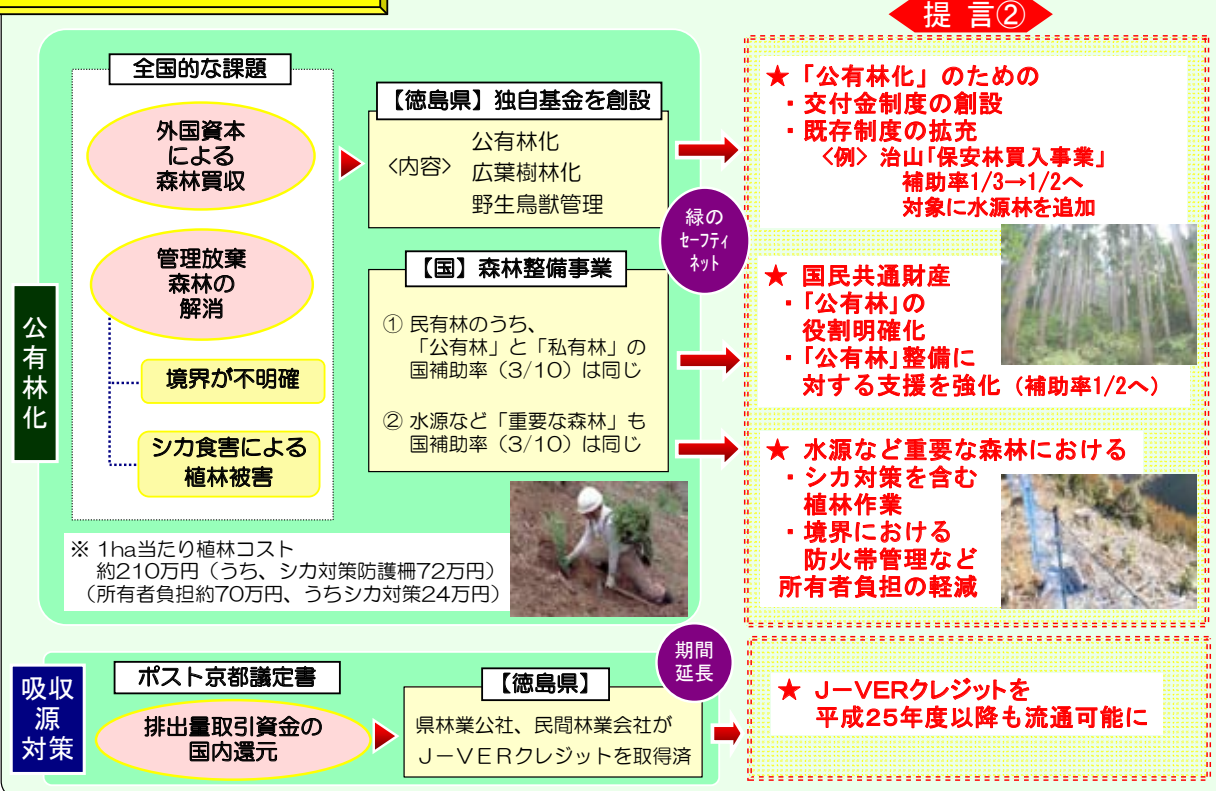 提 言②
公有林化
全国的な課題
外国資本
による
森林買収
管理放棄
森林の
解消
境界が不明確
シカ食害による
植林被害
【徳島県】独自基金を創設
公有林化
<内容> 広葉樹林化
野生鳥獣管理
緑の
セーフティ
ネット
【国】森林整備事業
① 民有林のうち、
「公有林」と「私有林」の
国補助率(3/10)は同じ
② 水源など「重要な森林」も
国補助率(3/10)は同じ
※ 1ha当たり植林コスト
約210万円(うち、シカ対策防護柵72万円)
(所有者負担約70万円、うちシカ対策24万円)
★「公有林化」のための
・交付金制度の創設
・既存制度の拡充
<例> 治山「保安林買入事業」
補助率1/3→1/2へ
対象に水源林を追加
★ 国民共通財産
・「公有林」の
役割明確化
・「公有林」整備に
対する支援を強化(補助率1/2へ)
★ 水源など重要な森林における
・シカ対策を含む
植林作業
・境界における
防火帯管理など
所有者負担の軽減
吸収
源
対策
ポスト京都議定書
排出量取引資金の
国内還元
【徳島県】
県林業公社、民間林業会社が
J-VERクレジットを取得済
期間
延長
★ J-VERクレジットを
平成25年度以降も流通可能に